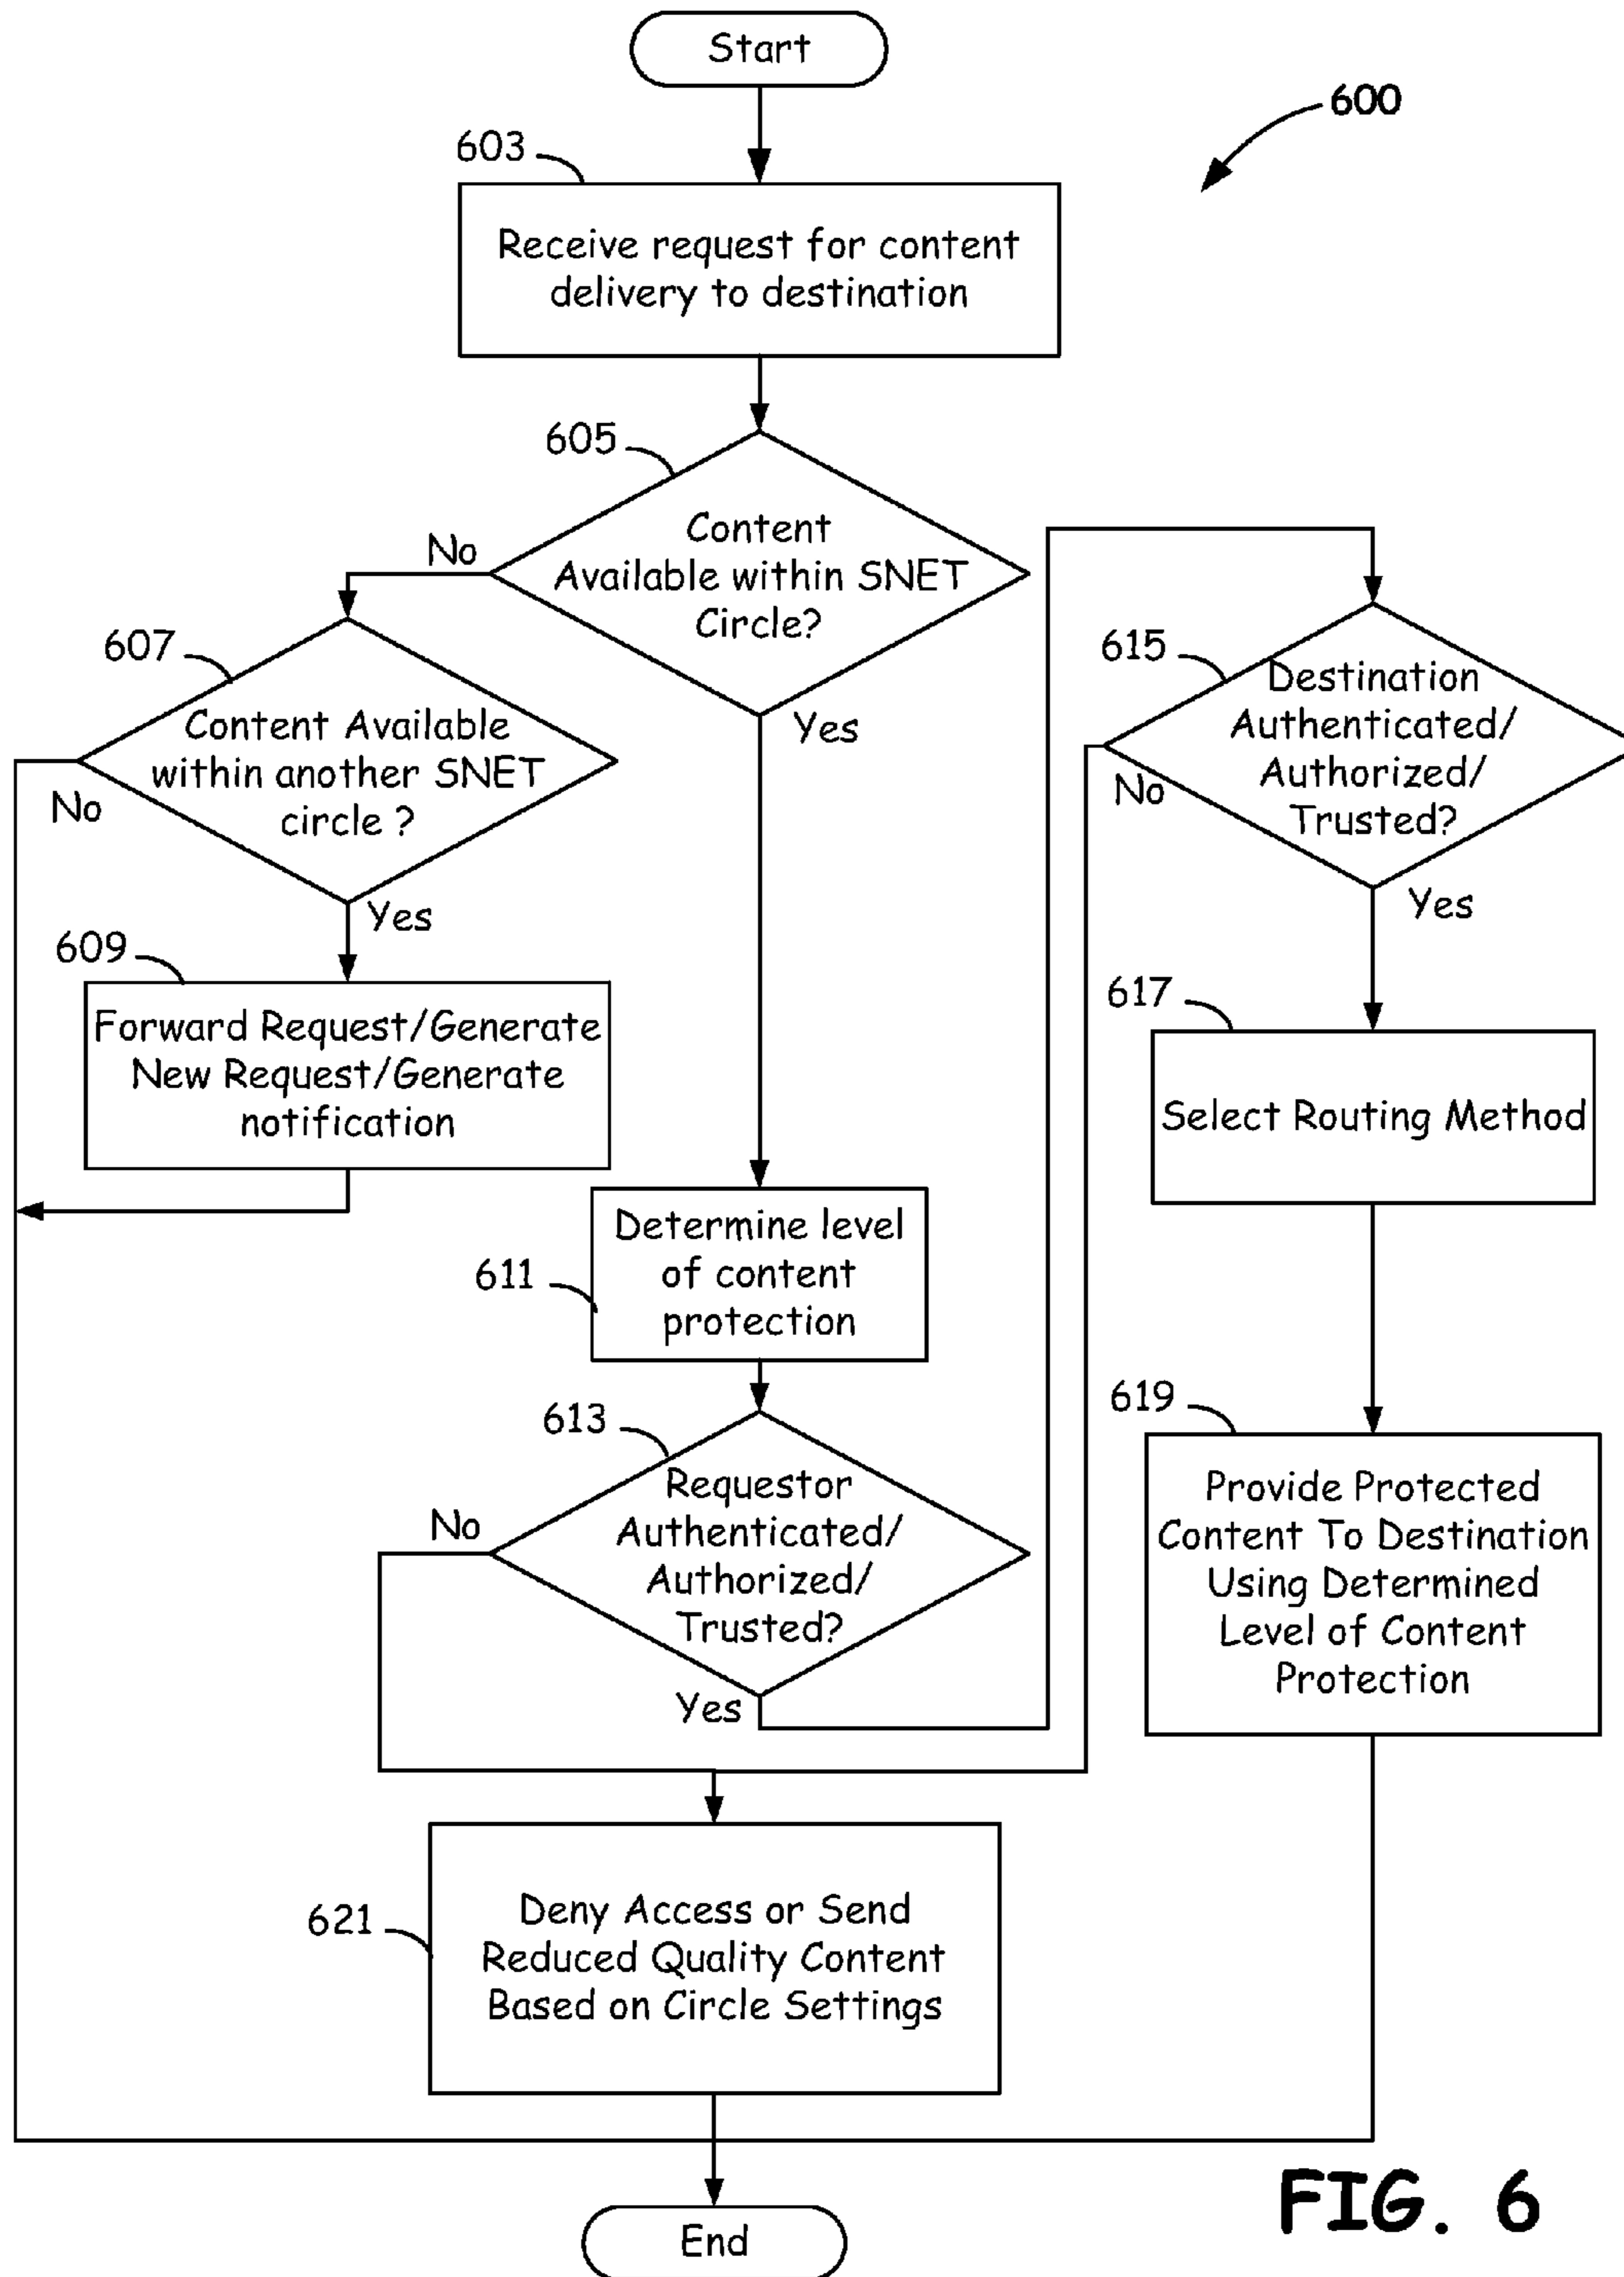 Start
600
603
Receive request for content
delivery to destination
605
Content
Available within SNET
Circle?
No
Yes
607
Content Available
within another SNET
circle ?
No
Yes
609
Forward Request/Generate
New Request/Generate
notification
611
Determine level
of content
protection
613
Requestor
Authenticated/
Authorized/
Trusted?
No
Yes
615
Destination
Authenticated/
Authorized/
Trusted?
No
Yes
617
Select Routing Method
619
Provide Protected
Content To Destination
Using Determined
Level of Content
Protection
621
Deny Access or Send
Reduced Quality Content
Based on Circle Settings
End
FIG. 6